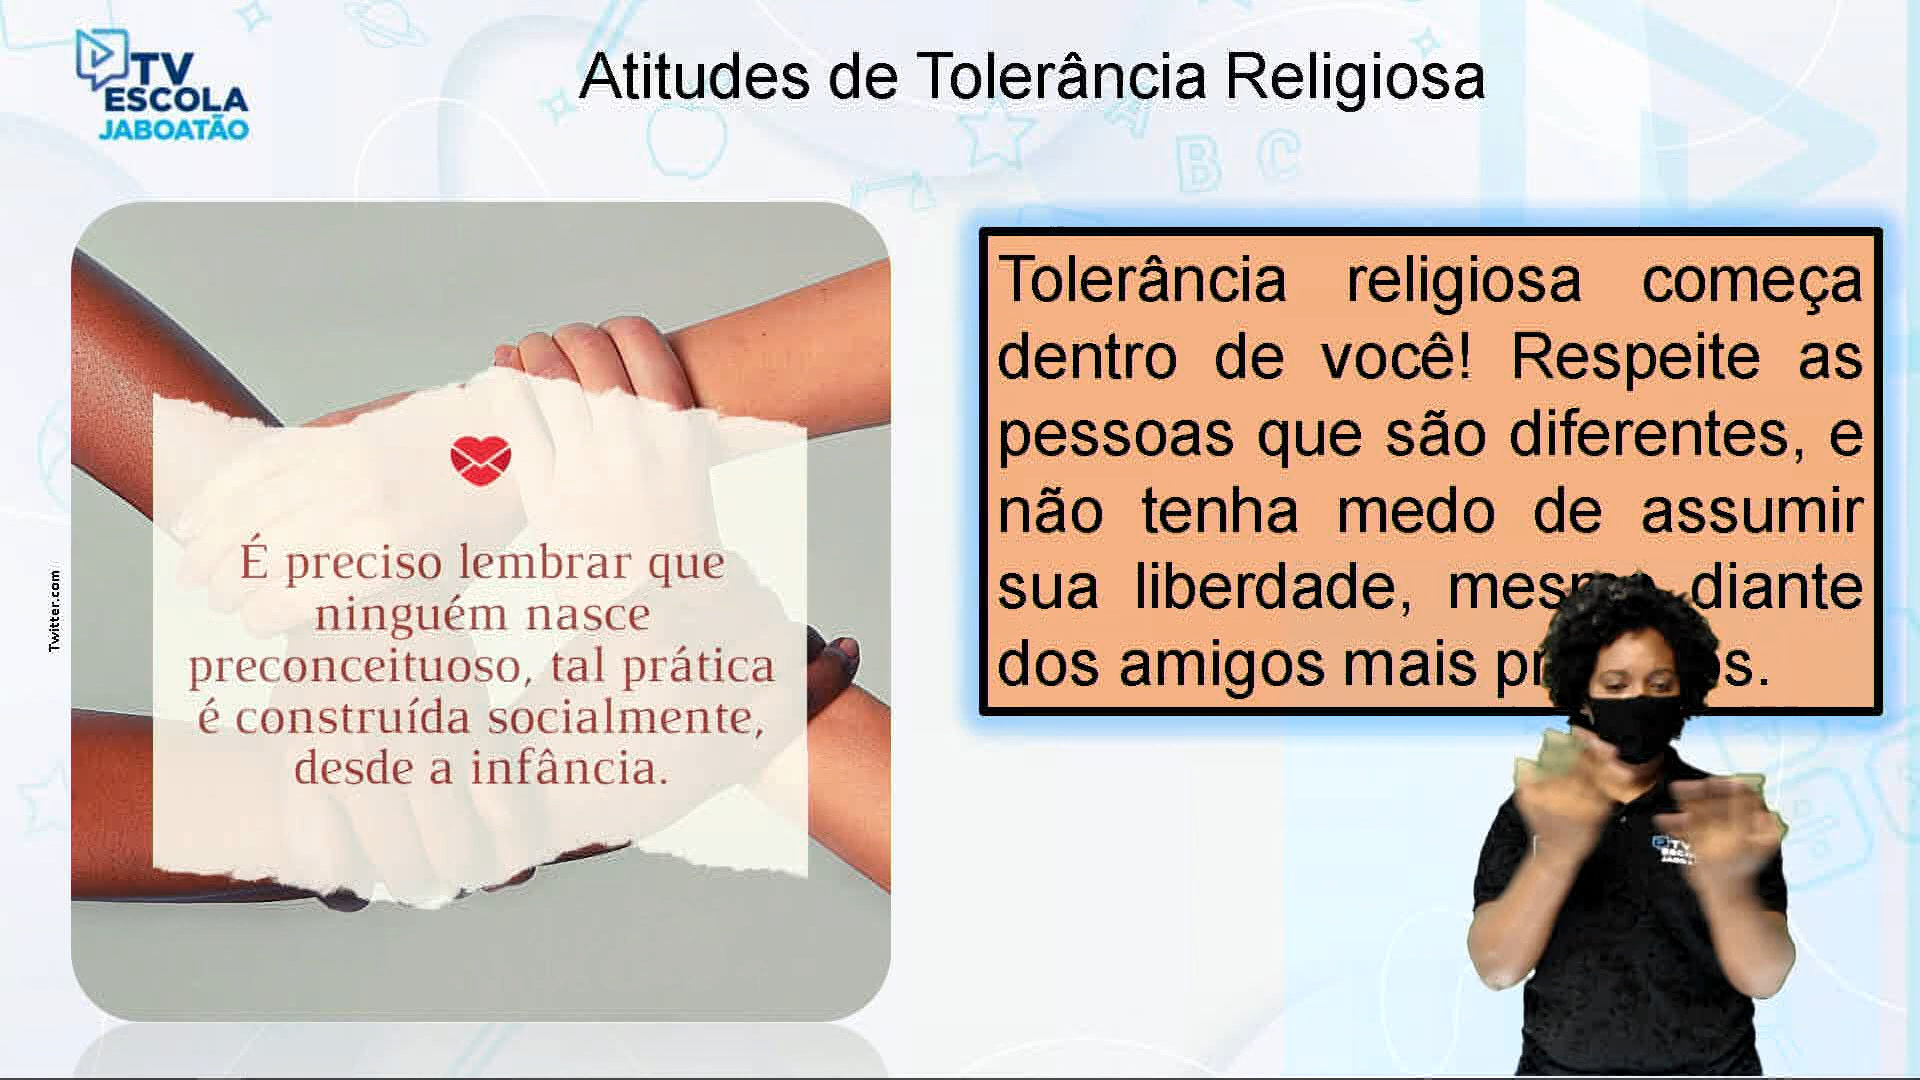 TV
ESCOLA
JABOATÃO
Atitudes de Tolerância Religiosa
Twitter.com
É preciso lembrar que
ninguém nasce
preconceituoso, tal prática
é construída socialmente,
desde a infância.
Tolerância religiosa começa
dentro de você! Respeite as
pessoas que são diferentes, e
não tenha medo de assumir
sua liberdade, diante
dos amigos mais
A
B C
TV